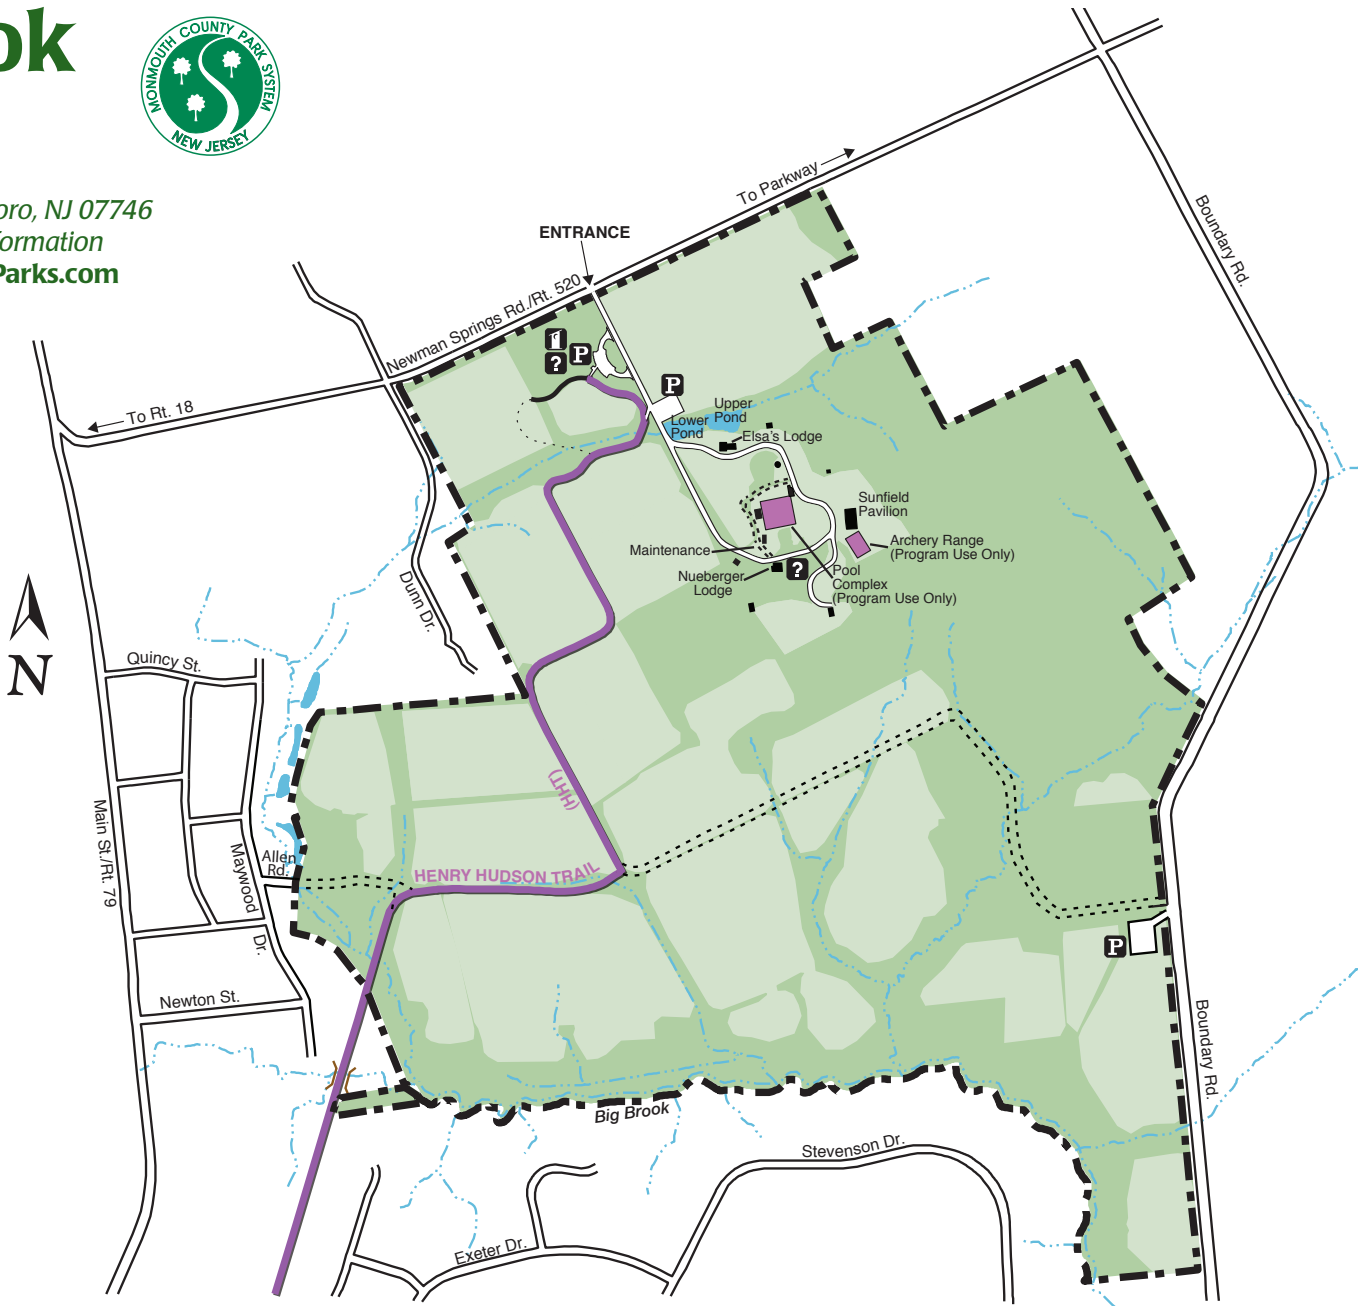 ok
MONMOUTH COUNTY PARK SYSTEM
NEW JERSEY
oro, NJ 07746
formation
Parks.com
To Parkway
ENTRANCE
Newman Springs Rd./Rt. 520
Boundary Rd.
?
P
P
To Rt. 18
Upper
Pond
Lower
Pond
Elsa's Lodge
Sunfield
Pavilion
Archery Range
(Program Use Only)
Maintenance
Nueberger
Lodge
?
Pool
Complex
(Program Use Only)
Dunn Dr.
N
Quincy St.
(HHT)
Main St./Rt. 79
Maywood
Dr.
Allen
Rd.
HENRY HUDSON TRAIL
P
Newton St.
Boundary Rd.
Big Brook
Stevenson Dr.
Exeter Dr.